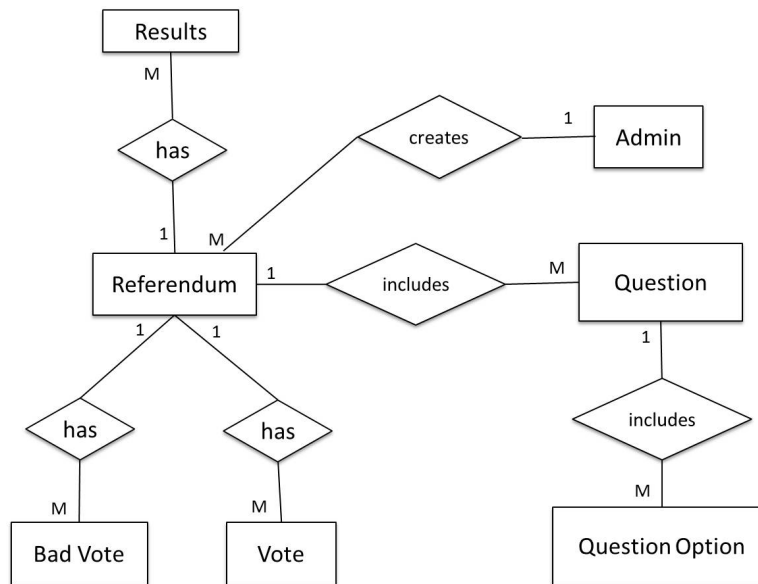 Results
M
has
1
creates
1
Admin
M
Referendum
1
includes
M
Question
1
1
1
has
has
includes
M
M
M
Bad Vote
Vote
Question Option